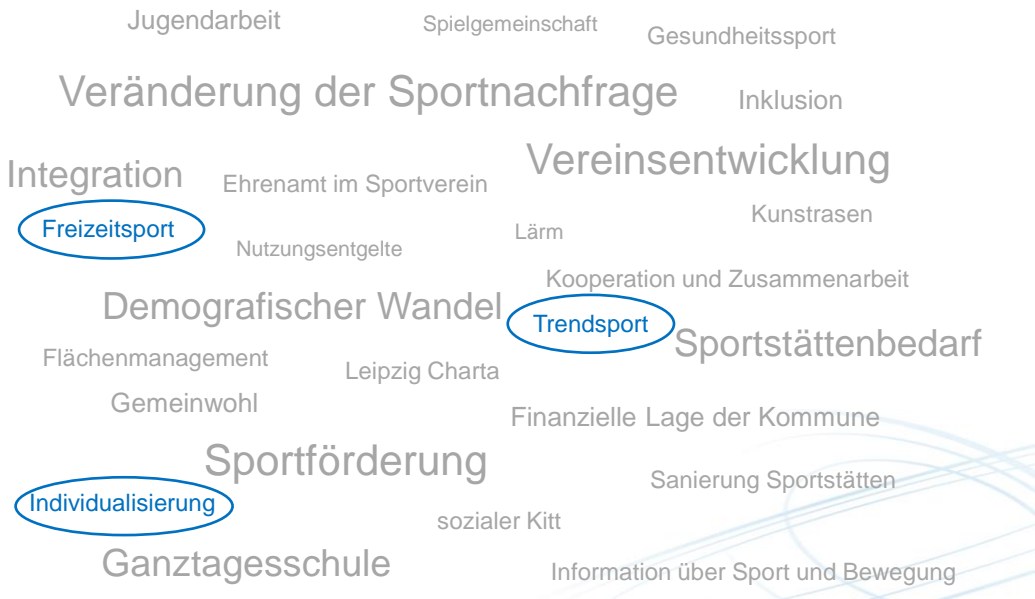 Jugendarbeit
Spielgemeinschaft
Gesundheitssport
Veränderung der Sportnachfrage
Inklusion
Vereinsentwicklung
Integration
Ehrenamt im Sportverein
Kunstrasen
Freizeitsport
Lärm
Nutzungsentgelte
Kooperation und Zusammenarbeit
Demografischer Wandel
Trendsport
Sportstättenbedarf
Flächenmanagement
Leipzig Charta
Gemeinwohl
Finanzielle Lage der Kommune
Sportförderung
Sanierung Sportstätten
Individualisierung
sozialer Kitt
Ganztagesschule
Information über Sport und Bewegung